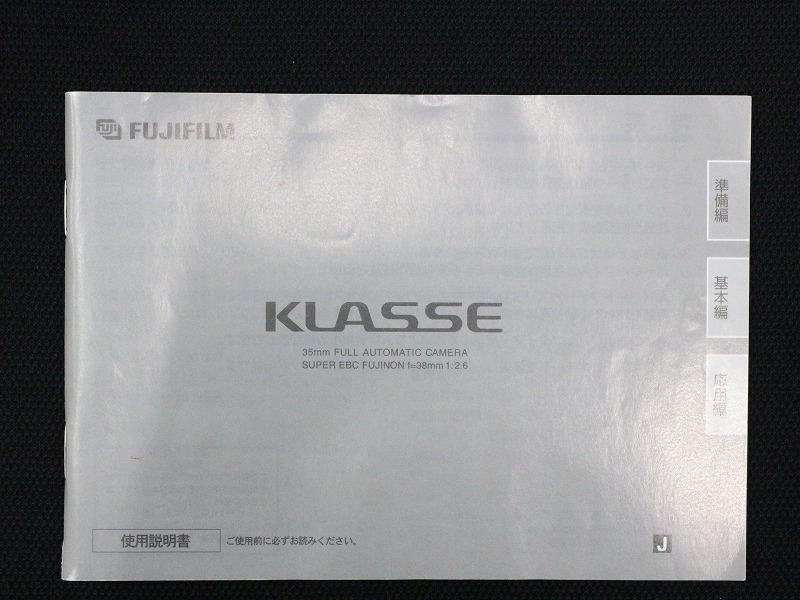 FUJI FUJIFILM
準備編
基本編
応用編
KLASSE
35mm FULL AUTOMATIC CAMERA
SUPER EBC FUJINON f=38mm 1:2.6
使用説明書 ご使用前に必ずお読みください。
J